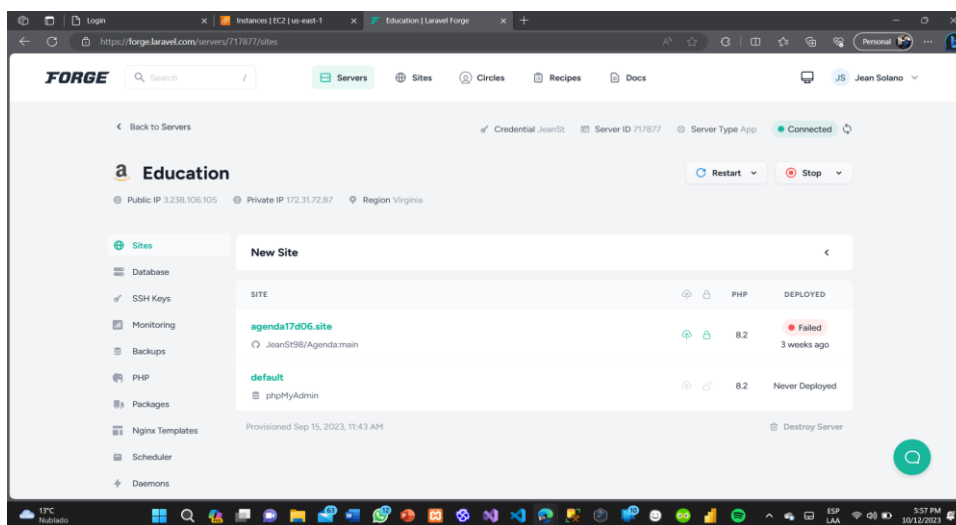 Login
Instances | EC2 | us-east-1
Education | Laravel Forge
https://forge.laravel.com/servers/717877/sites
Personal
FORGE
Search
/
Servers
Sites
Circles
Recipes
Docs
JS
Jean Solano
Back to Servers
Credential JeanSt
Server ID 717877
Server Type App
Connected
a Education
Restart
Stop
Public IP 3.238.106.105
Private IP 172.31.72.87
Region Virginia
Sites
Database
SSH Keys
Monitoring
Backups
PHP
Packages
Nginx Templates
Scheduler
Daemons
New Site
SITE
PHP
DEPLOYED
agenda17d06.site
JeanSt98/Agenda:main
8.2
Failed
3 weeks ago
default
phpMyAdmin
8.2
Never Deployed
Provisioned Sep 15, 2023, 11:43 AM
Destroy Server
13°C
Nublado
ESP
LAA
5:57 PM
10/12/2023